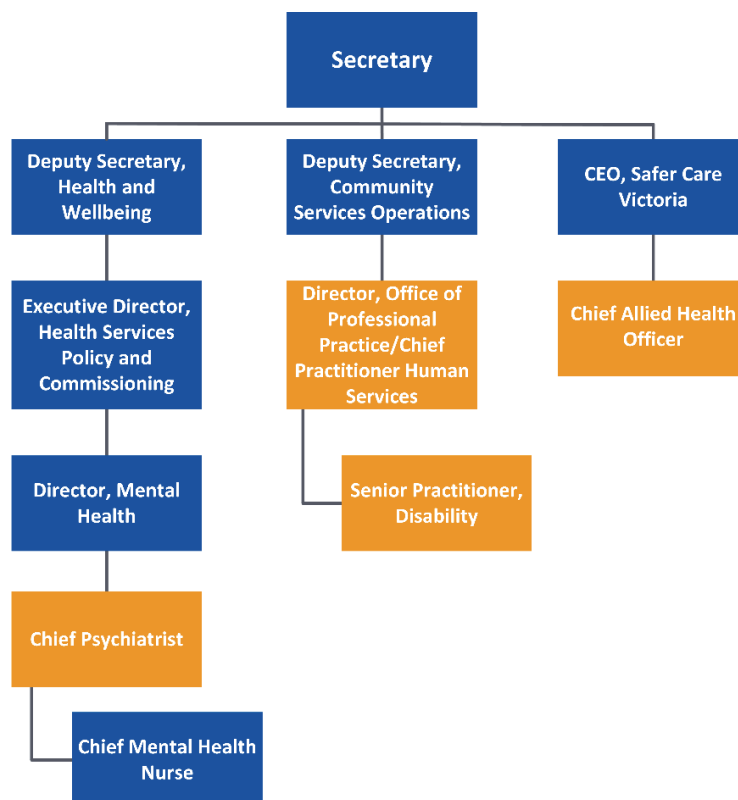 Secretary
Deputy Secretary,
Health and
Wellbeing
Deputy Secretary,
Community
Services Operations
CEO, Safer Care
Victoria
Executive Director,
Health Services
Policy and
Commissioning
Director, Office of
Professional
Practice/Chief
Practitioner Human
Services
Chief Allied Health
Officer
Director, Mental
Health
Senior Practitioner,
Disability
Chief Psychiatrist
Chief Mental Health
Nurse